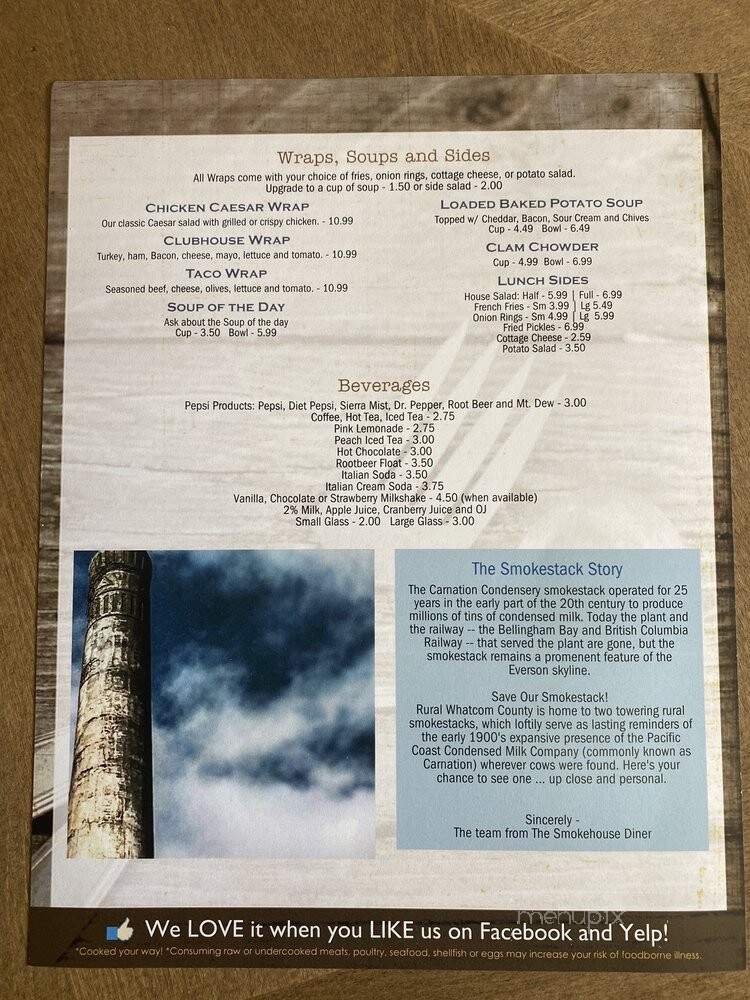 Wraps, Soups and Sides
All Wraps come with your choice of fries, onion rings, cottage cheese, or potato salad.
Upgrade to a cup of soup - 1.50 or side salad - 2.00
Chicken Caesar Wrap
Our classic Caesar salad with grilled or crispy chicken. - 10.99
Clubhouse Wrap
Turkey, ham, Bacon, cheese, mayo, lettuce and tomato. - 10.99
Taco Wrap
Seasoned beef, cheese, olives, lettuce and tomato. - 10.99
Soup of the Day
Ask about the Soup of the day
Cup - 3.50 Bowl - 5.99
Loaded Baked Potato Soup
Topped w/ Cheddar, Bacon, Sour Cream and Chives
Cup - 4.49 Bowl - 6.49
Clam Chowder
Cup - 4.99 Bowl - 6.99
Lunch Sides
House Salad: Half - 5.99 | Full - 6.99
French Fries - Sm 3.99 | Lg 5.49
Onion Rings - Sm 4.99 | Lg 5.99
Fried Pickles - 6.99
Cottage Cheese - 2.59
Potato Salad - 3.50
Beverages
Pepsi Products: Pepsi, Diet Pepsi, Sierra Mist, Dr. Pepper, Root Beer and Mt. Dew - 3.00
Coffee, Hot Tea, Iced Tea - 2.75
Pink Lemonade - 2.75
Peach Iced Tea - 3.00
Hot Chocolate - 3.00
Rootbeer Float - 3.50
Italian Soda - 3.50
Italian Cream Soda - 3.75
Vanilla, Chocolate or Strawberry Milkshake - 4.50 (when available)
2% Milk, Apple Juice, Cranberry Juice and OJ
Small Glass - 2.00 Large Glass - 3.00
The Smokestack Story
The Carnation Condensery smokestack operated for 25
years in the early part of the 20th century to produce
millions of tins of condensed milk. Today the plant and
the railway -- the Bellingham Bay and British Columbia
Railway -- that served the plant are gone, but the
smokestack remains a promenent feature of the
Everson skyline.
Save Our Smokestack!
Rural Whatcom County is home to two towering rural
smokestacks, which loftily serve as lasting reminders of
the early 1900's expansive presence of the Pacific
Coast Condensed Milk Company (commonly known as
Carnation) wherever cows were found. Here's your
chance to see one ... up close and personal.
Sincerely -
The team from The Smokehouse Diner
menupix
We LOVE it when you LIKE us on Facebook and Yelp!
*Cooked your way! *Consuming raw or undercooked meats, poultry, seafood, shellfish or eggs may increase your risk of foodborne illness.